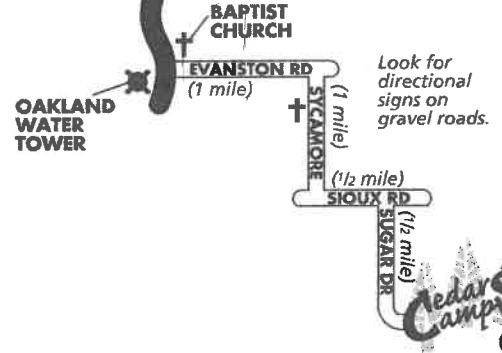 BAPTIST
CHURCH
EVANSTON RD
(1 mile)
OAKLAND
WATER
TOWER
Look for
directional
signs on
gravel roads.
SYCAMORE
(1 mile)
(1/2 mile)
SIOUX RD
SUGAR DR
(1/2 mile)
Cedar
Camp